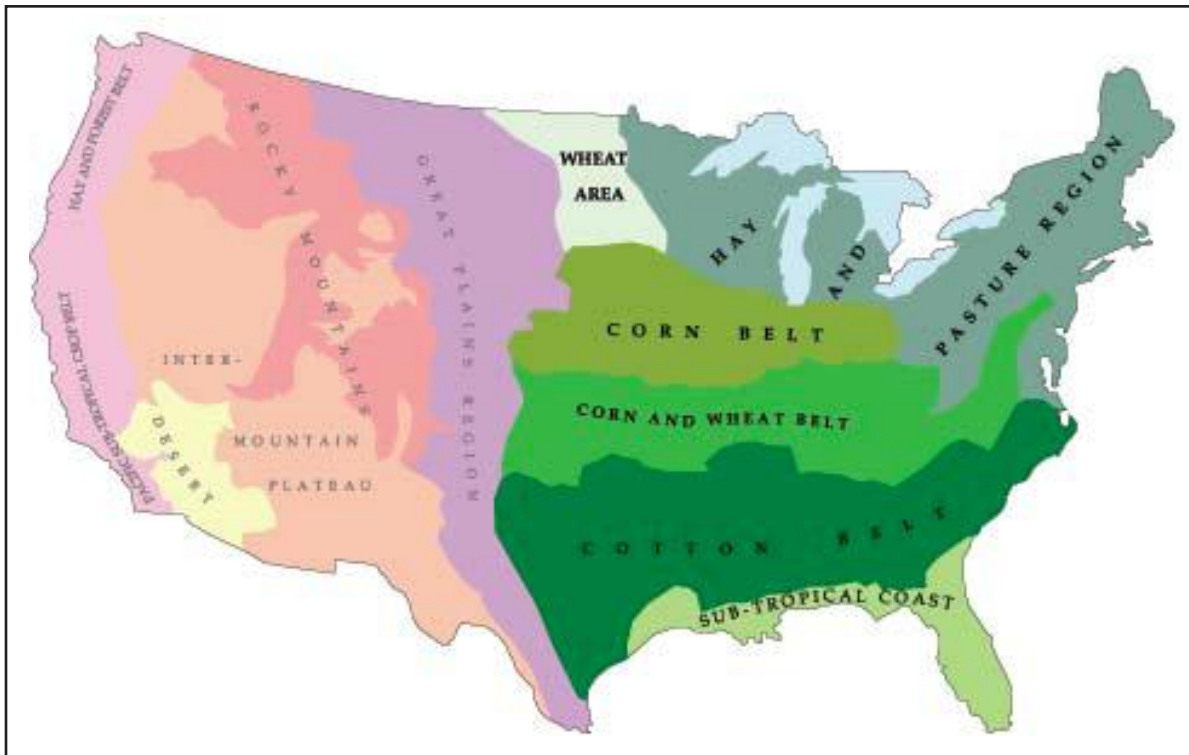 HAY AND FOREST BELT
PACIFIC SUB-TROPICAL CROP BELT
ROCKY MOUNTAINS
INTER-
MOUNTAIN
PLATEAU
DESERT
GREAT PLAINS REGION
WHEAT
AREA
HAY AND PASTURE REGION
CORN BELT
CORN AND WHEAT BELT
COTTON BELT
SUB-TROPICAL COAST